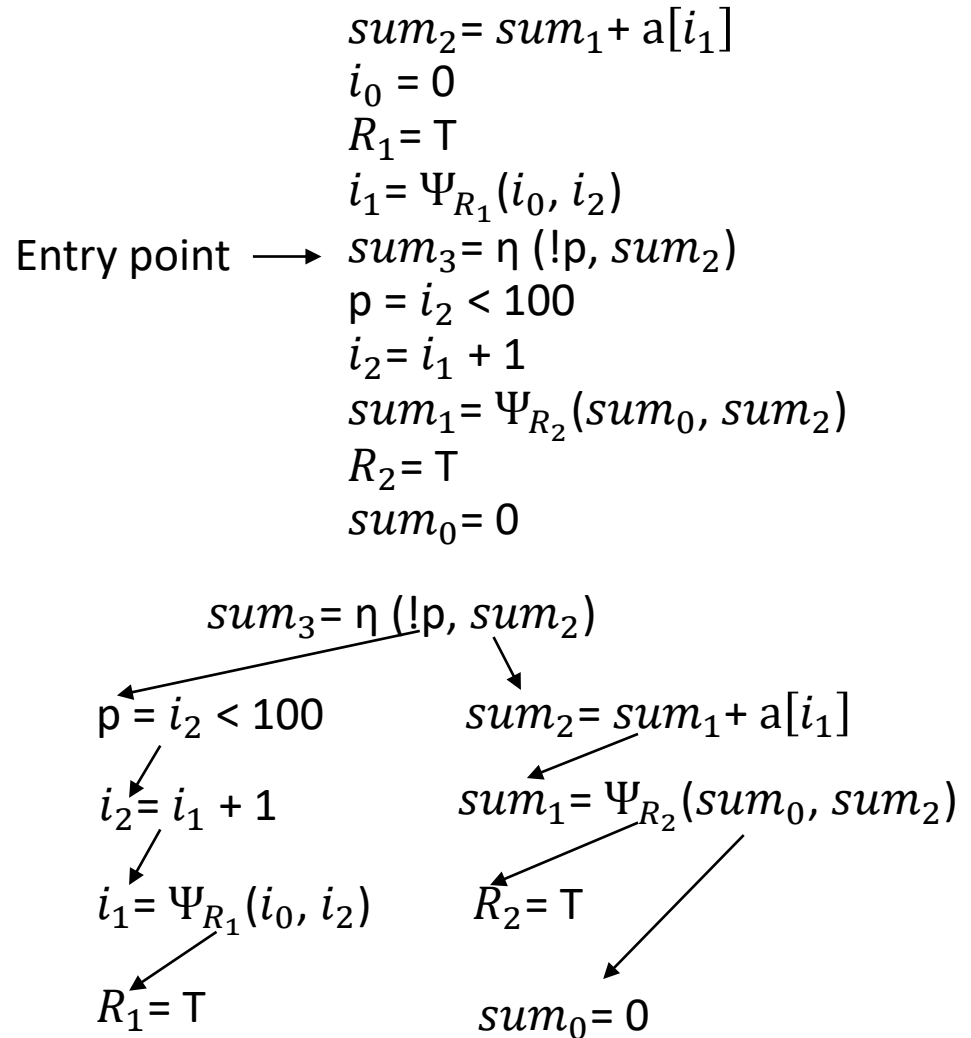 sum₂= sum₁+ a[i₁]
i₀ = 0
R₁= T
i₁= Ψ_R₁(i₀, i₂)
Entry point → sum₃= η (!p, sum₂)
p = i₂ < 100
i₂= i₁ + 1
sum₁= Ψ_R₂(sum₀, sum₂)
R₂= T
sum₀= 0
sum₃= η (!p, sum₂)
p = i₂ < 100
sum₂= sum₁+ a[i₁]
i₂= i₁ + 1
sum₁= Ψ_R₂(sum₀, sum₂)
i₁= Ψ_R₁(i₀, i₂)
R₂= T
R₁= T
sum₀= 0